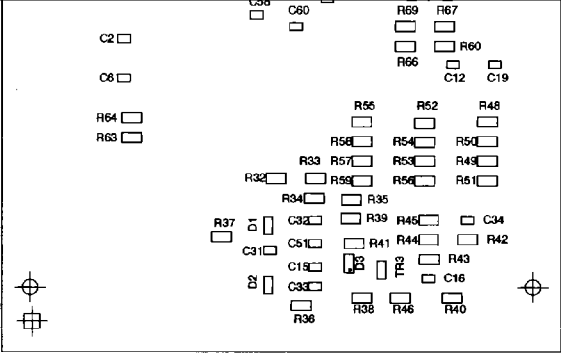 C58
C60
R69 R67
C2
R60
R66
C6
C12 C19
R55 R52 R48
R64
R63
R58 R54 R50
R33 R57 R53 R49
R32 R59 R56 R51
R34 R35
R37 D1 C32 R39 R45 C34
C51 R41 R44 R42
C31
C15 D3 TR3 R43
D2 C33 C16
R36 R38 R46 R40